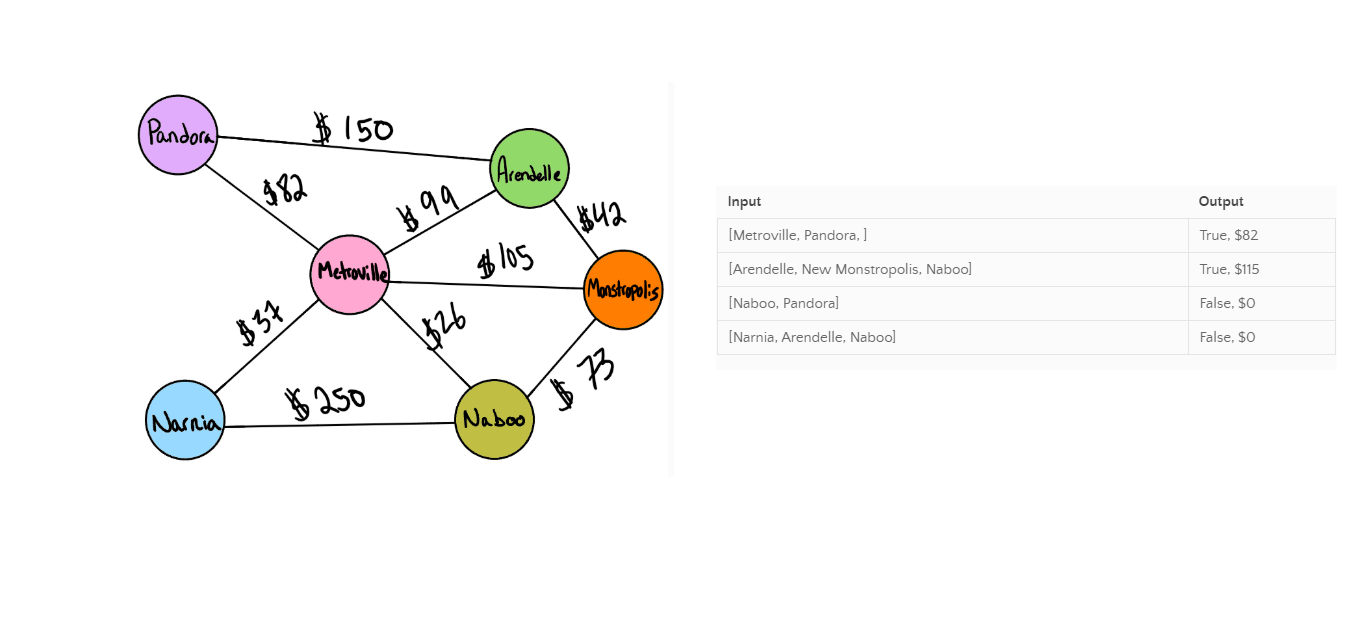 Pandora
$ 150
Arendelle
$82
$ 99
$42
Metroville
$105
Monstropolis
$37
$26
$ 73
Narnia
$ 250
Naboo
Input Output
[Metroville, Pandora, ] True, $82
[Arendelle, New Monstropolis, Naboo] True, $115
[Naboo, Pandora] False, $0
[Narnia, Arendelle, Naboo] False, $0